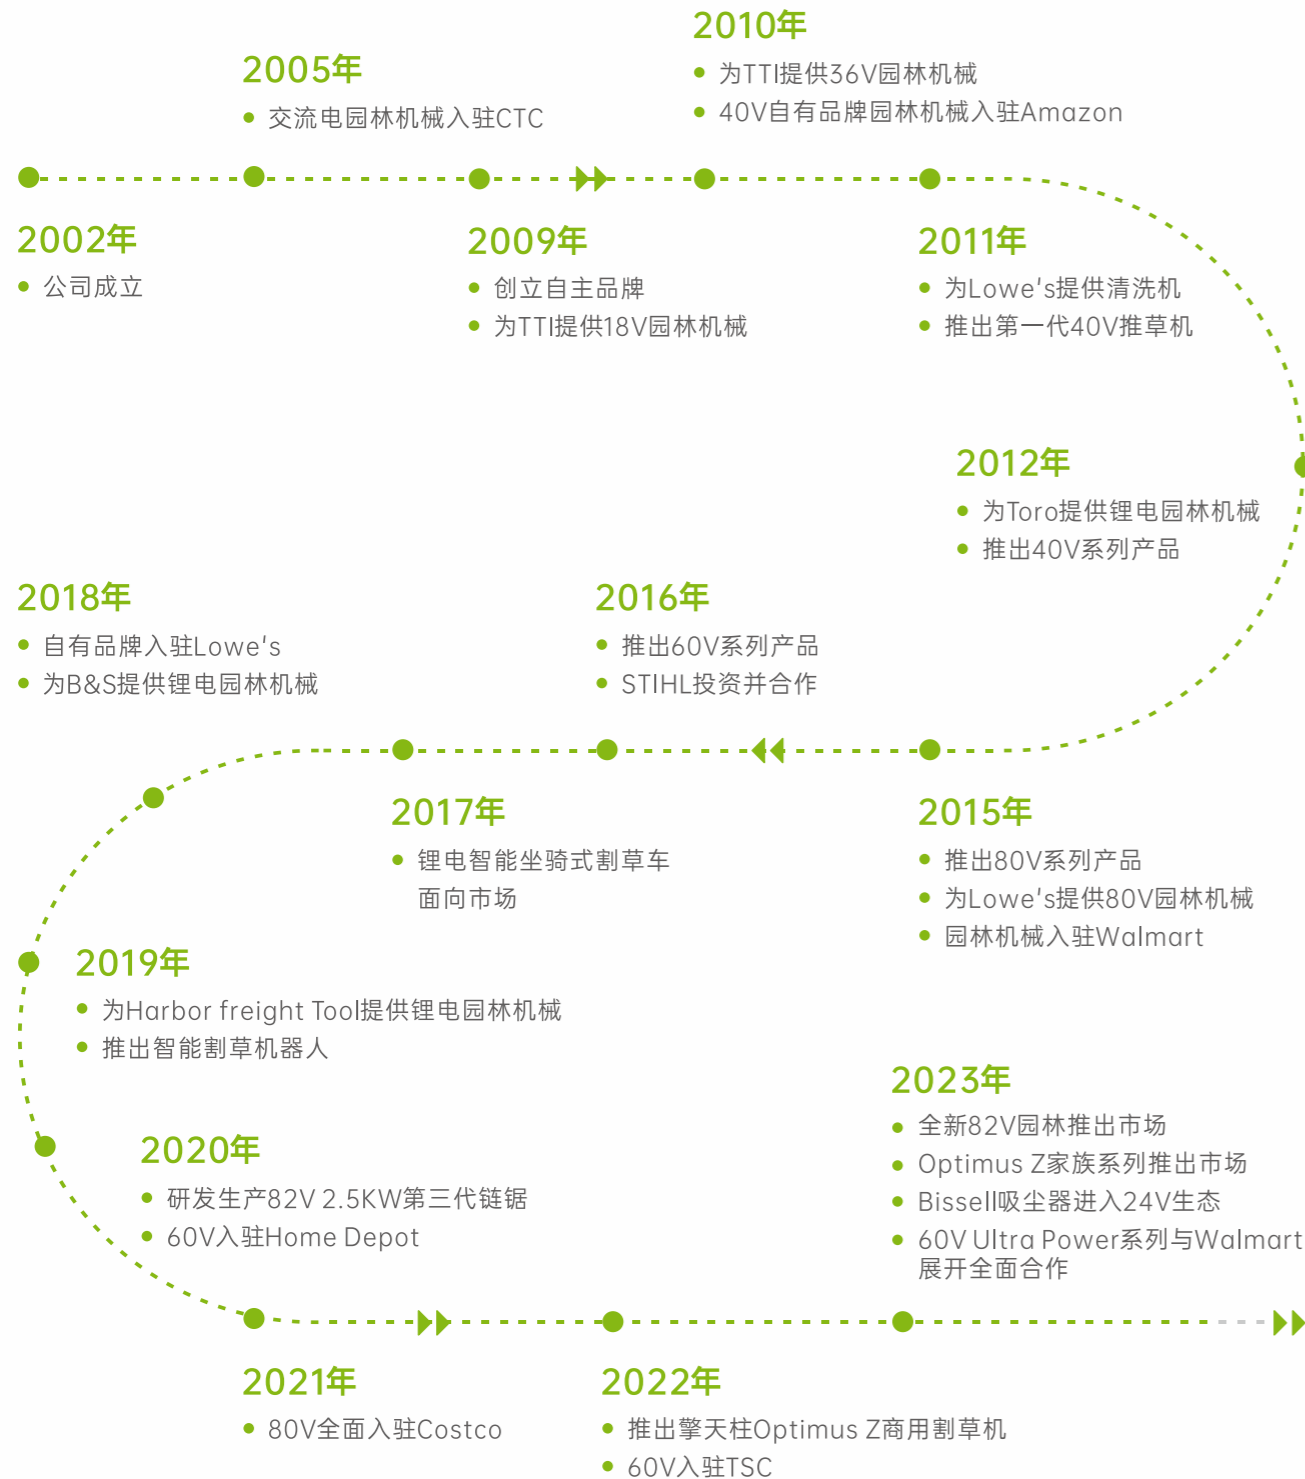 2002年
公司成立
2005年
交流电园林机械入驻CTC
2009年
创立自主品牌
为TTI提供18V园林机械
2010年
为TTI提供36V园林机械
40V自有品牌园林机械入驻Amazon
2011年
为Lowe's提供清洗机
推出第一代40V推草机
2012年
为Toro提供锂电园林机械
推出40V系列产品
2015年
推出80V系列产品
为Lowe's提供80V园林机械
园林机械入驻Walmart
2016年
推出60V系列产品
STIHL投资并合作
2017年
锂电智能坐骑式割草车
面向市场
2018年
自有品牌入驻Lowe's
为B&S提供锂电园林机械
2019年
为Harbor freight Tool提供锂电园林机械
推出智能割草机器人
2020年
研发生产82V 2.5KW第三代链锯
60V入驻Home Depot
2021年
80V全面入驻Costco
2022年
推出擎天柱Optimus Z商用割草机
60V入驻TSC
2023年
全新82V园林推出市场
Optimus Z家族系列推出市场
Bissell吸尘器进入24V生态
60V Ultra Power系列与Walmart
展开全面合作